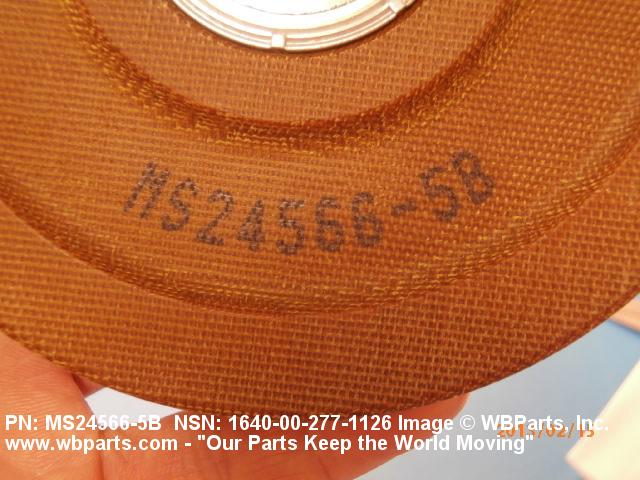 MS24566-5B
PN: MS24566-5B NSN: 1640-00-277-1126 Image © WBParts, Inc.
www.wbparts.com - "Our Parts Keep the World Moving"